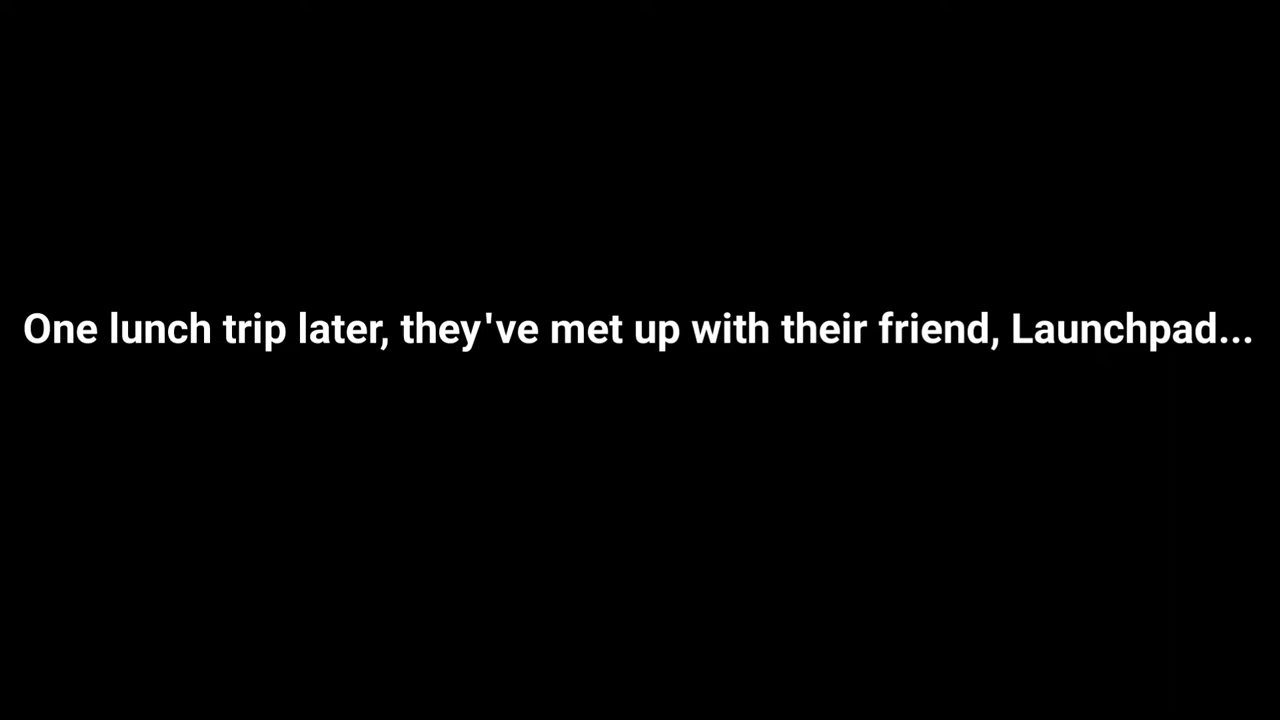 One lunch trip later, they've met up with their friend, Launchpad...